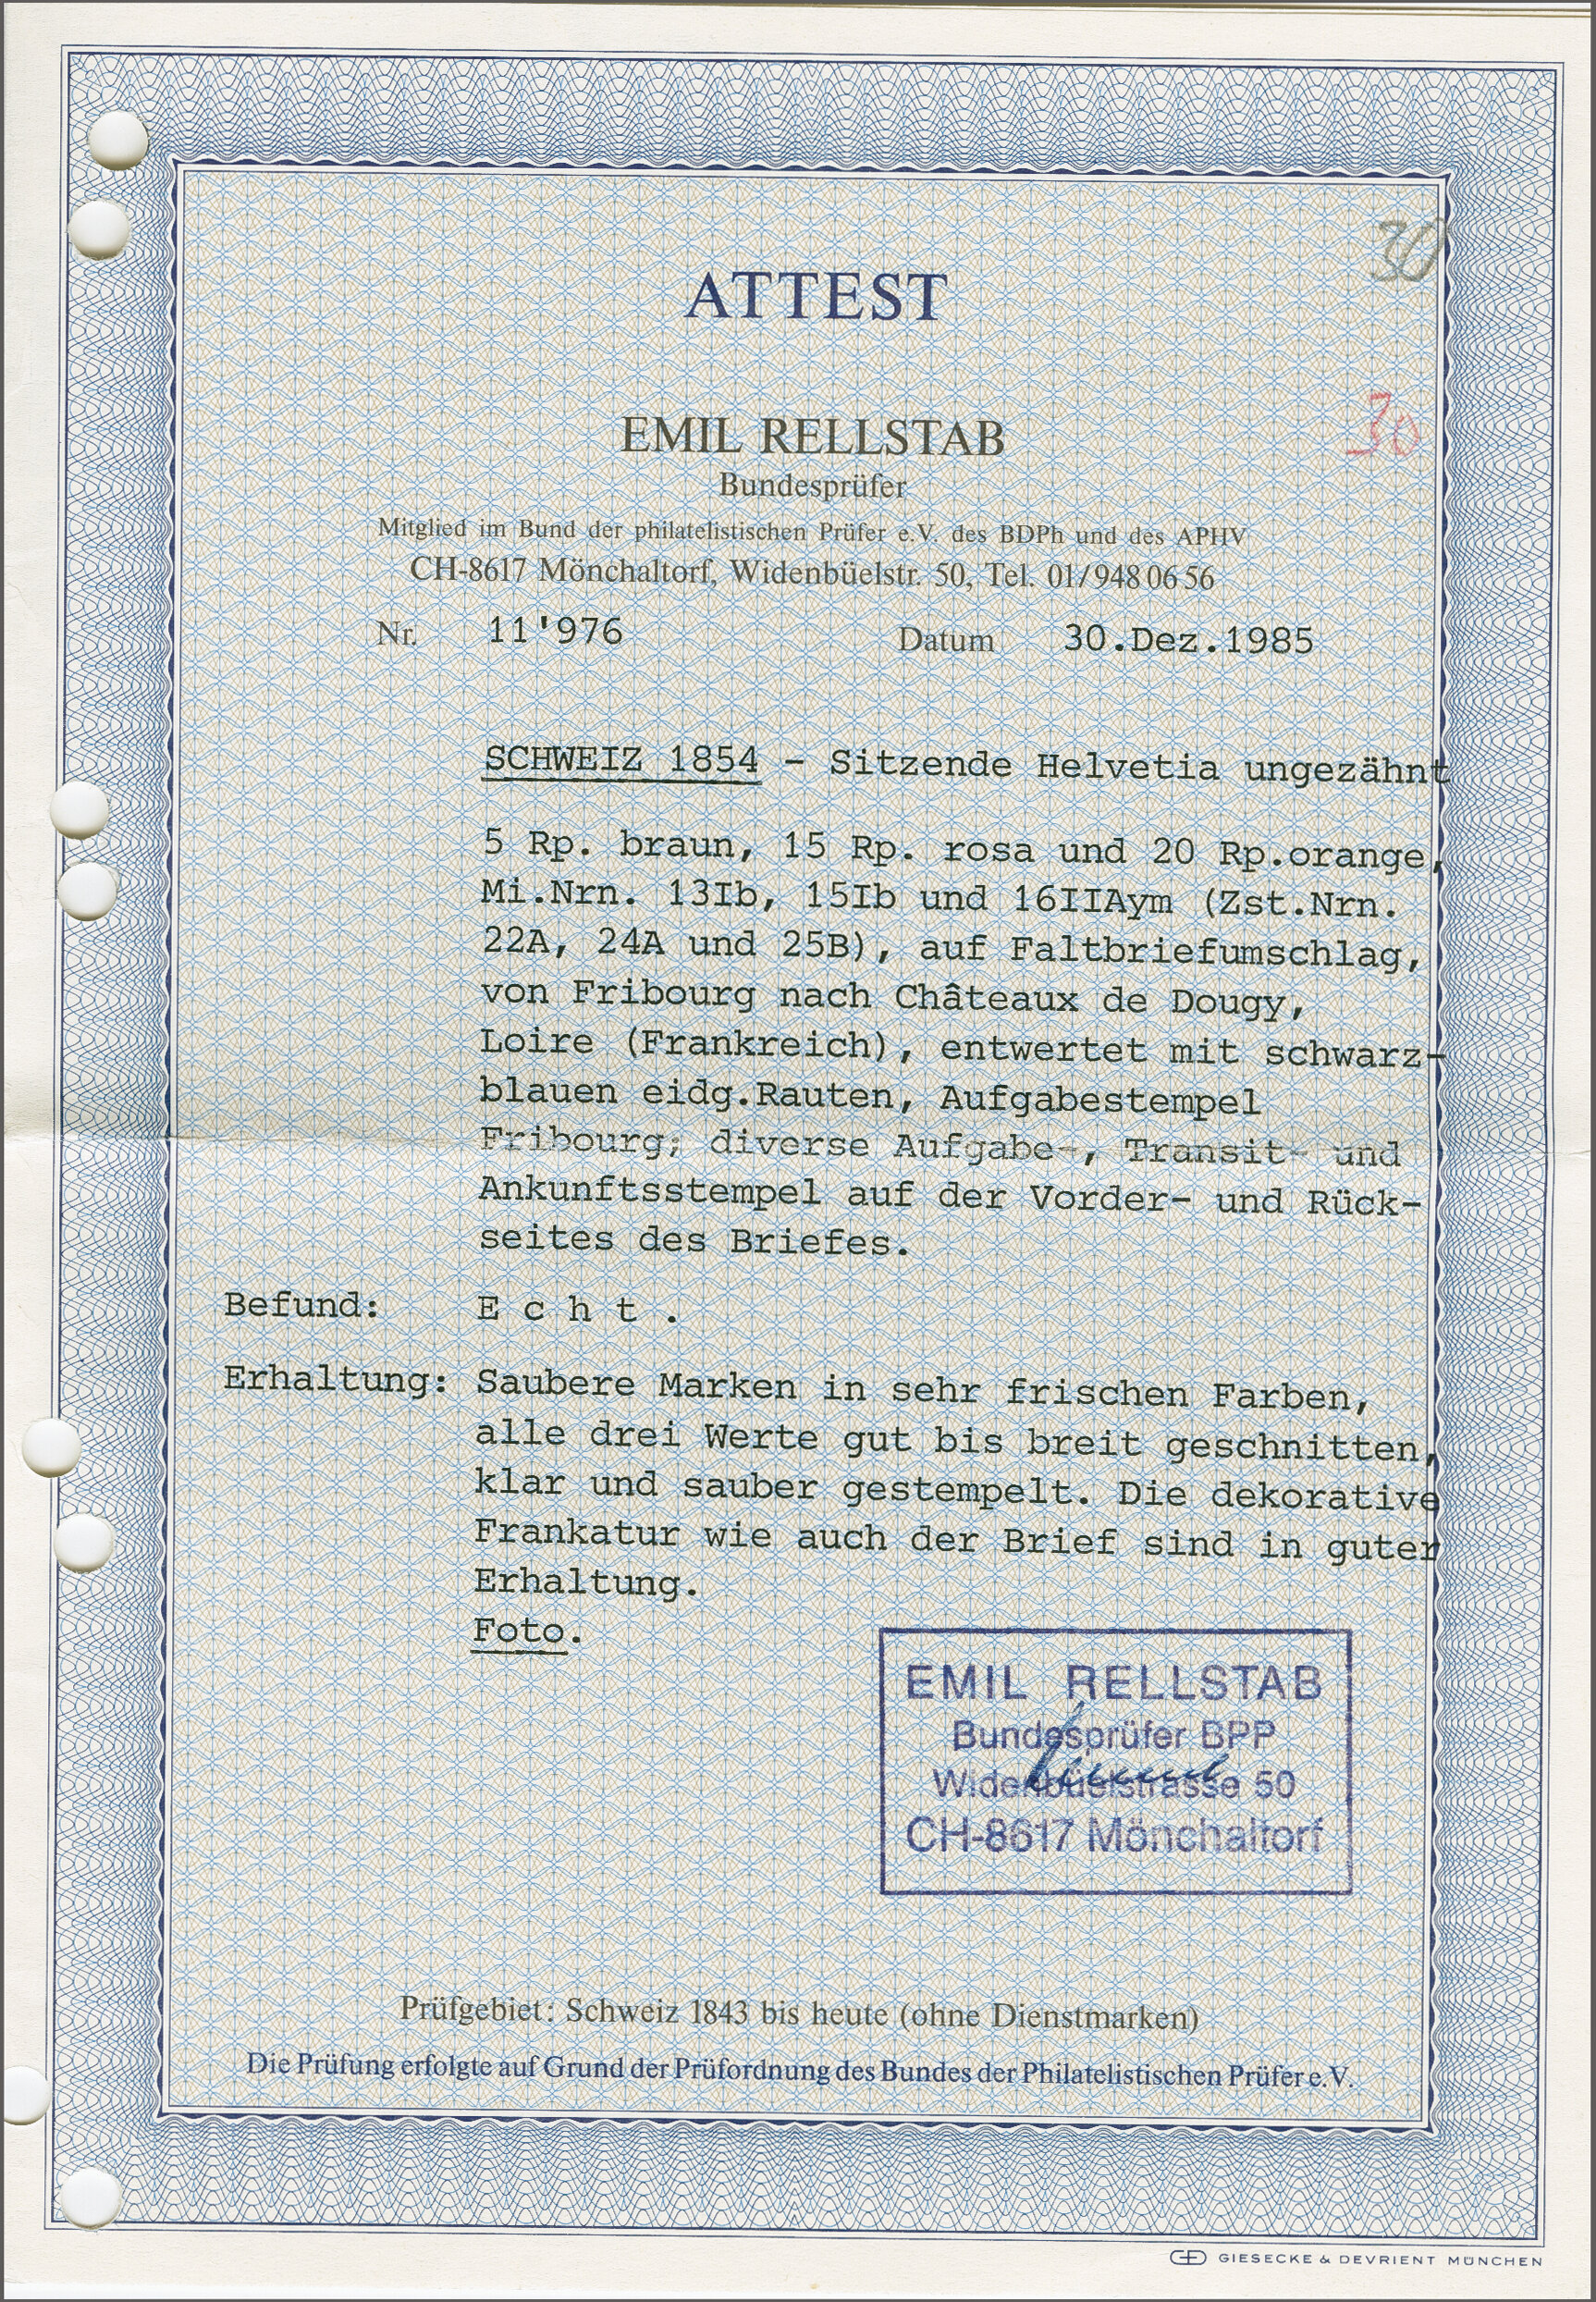 30
ATTEST
30
EMIL RELLSTAB
Bundesprüfer
Mitglied im Bund der philatelistischen Prüfer e.V. des BDPh und des APHV
CH-8617 Mönchaltorf, Widenbüelstr. 50, Tel. 01/948 06 56
Nr. 11'976 Datum 30.Dez.1985
SCHWEIZ 1854 - Sitzende Helvetia ungezähnt
5 Rp. braun, 15 Rp. rosa und 20 Rp.orange,
Mi.Nrn. 13Ib, 15Ib und 16IIAym (Zst.Nrn.
22A, 24A und 25B), auf Faltbriefumschlag,
von Fribourg nach Châteaux de Dougy,
Loire (Frankreich), entwertet mit schwarz-
blauen eidg.Rauten, Aufgabestempel
Fribourg; diverse Aufgabe-, Transit- und
Ankunftsstempel auf der Vorder- und Rück-
seites des Briefes.
Befund: E c h t .
Erhaltung: Saubere Marken in sehr frischen Farben,
alle drei Werte gut bis breit geschnitten,
klar und sauber gestempelt. Die dekorative
Frankatur wie auch der Brief sind in guter
Erhaltung.
Foto.
EMIL RELLSTAB
Bundesprüfer BPP
Widenbüelstrasse 50
CH-8617 Mönchaltorf
Prüfgebiet: Schweiz 1843 bis heute (ohne Dienstmarken)
Die Prüfung erfolgte auf Grund der Prüfordnung des Bundes der Philatelistischen Prüfer e.V.
GIESECKE & DEVRIENT MÜNCHEN